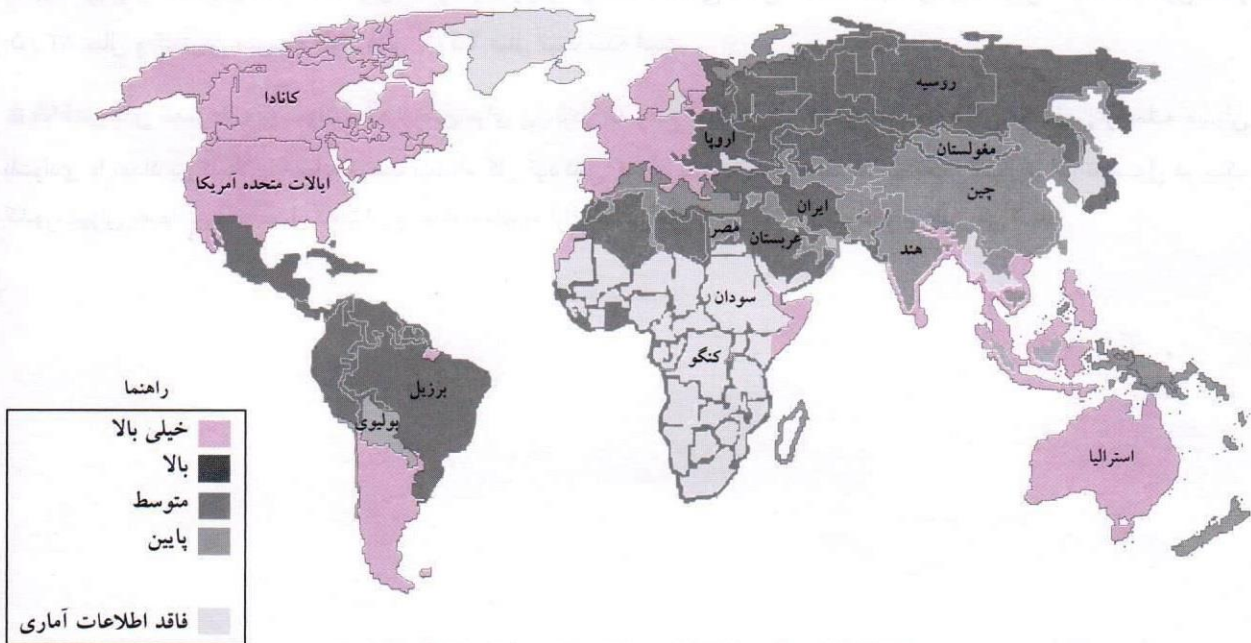 کانادا
ایالات متحده آمریکا
روسیه
اروپا
مغولستان
چین
ایران
مصر
عربستان
هند
سودان
کنگو
برزیل
بولیوی
استرالیا
راهنما
خیلی بالا
بالا
متوسط
پایین
فاقد اطلاعات آماری